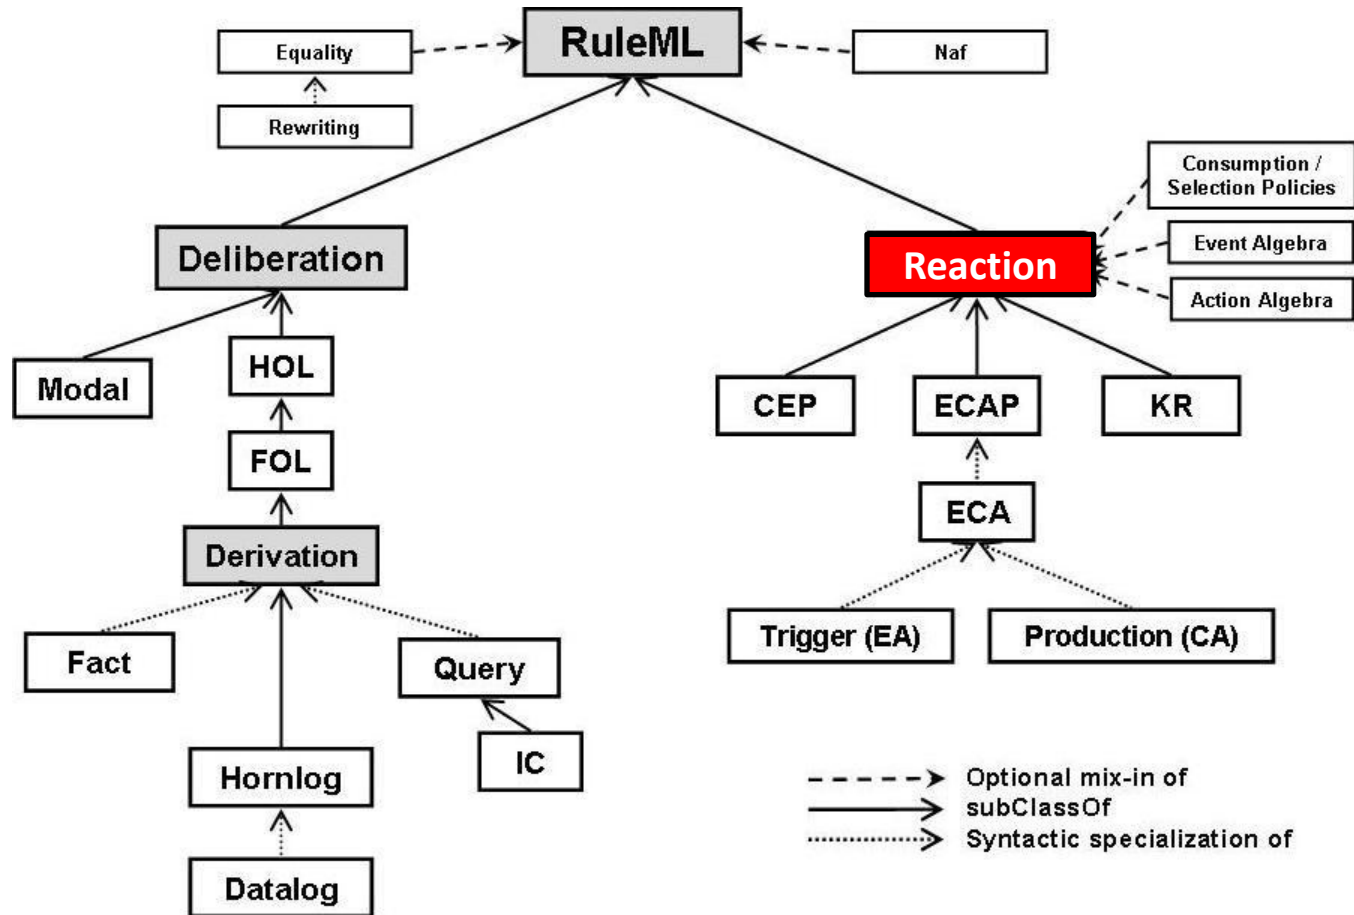 RuleML
Equality
Naf
Rewriting
Consumption /
Selection Policies
Event Algebra
Action Algebra
Deliberation
Reaction
Modal
HOL
CEP
ECAP
KR
FOL
ECA
Derivation
Trigger (EA)
Production (CA)
Fact
Query
Hornlog
IC
Datalog
Optional mix-in of
subClassOf
Syntactic specialization of